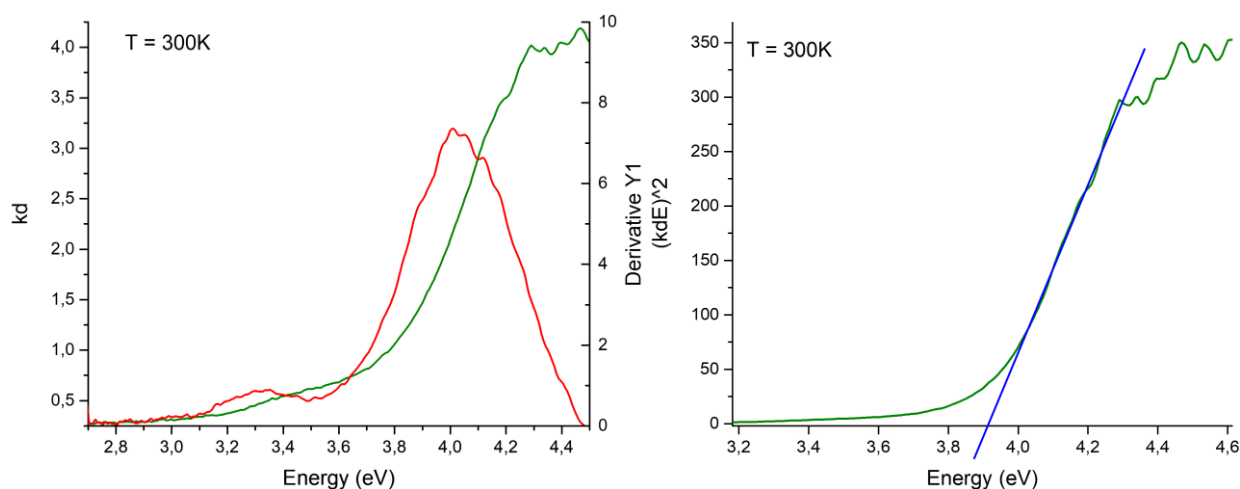 T = 300K
kd
4,0
3,5
3,0
2,5
2,0
1,5
1,0
0,5
2,8 3,0 3,2 3,4 3,6 3,8 4,0 4,2 4,4
Energy (eV)
10
8
6
4
2
0
Derivative Y1
T = 300K
(kdE)^2
350
300
250
200
150
100
50
0
3,2 3,4 3,6 3,8 4,0 4,2 4,4 4,6
Energy (eV)